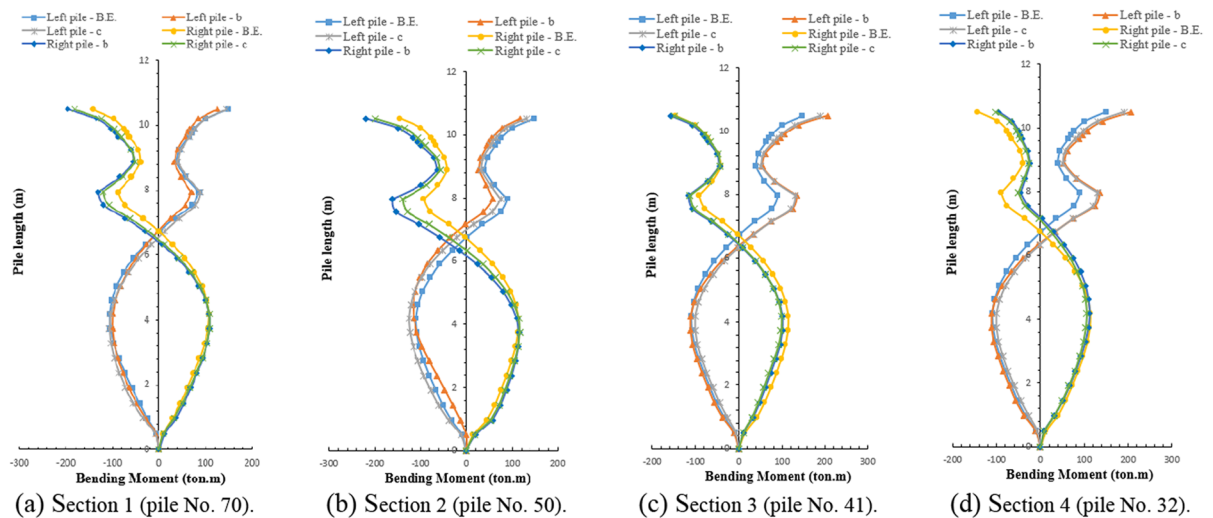 Left pile - B.E. Left pile - b
Left pile - c Right pile - B.E.
Right pile - b Right pile - c
12
10
8
6
4
2
-300 -200 -100 0 100 200
Pile length (m)
Bending Moment (ton.m)
(a) Section 1 (pile No. 70).
Left pile - B.E. Left pile - b
Left pile - c Right pile - B.E.
Right pile - b Right pile - c
12
10
8
6
4
2
-300 -200 -100 0 100 200
Pile length (m)
Bending Moment (ton.m)
(b) Section 2 (pile No. 50).
Left pile - B.E. Left pile - b
Left pile - c Right pile - B.E.
Right pile - b Right pile - c
12
10
8
6
4
2
-200 -100 0 100 200 300
Pile length (m)
Bending Moment (ton.m)
(c) Section 3 (pile No. 41).
Left pile - B.E. Left pile - b
Left pile - c Right pile - B.E.
Right pile - b Right pile - c
12
10
8
6
4
2
-200 -100 0 100 200 300
Pile length (m)
Bending Moment (ton.m)
(d) Section 4 (pile No. 32).